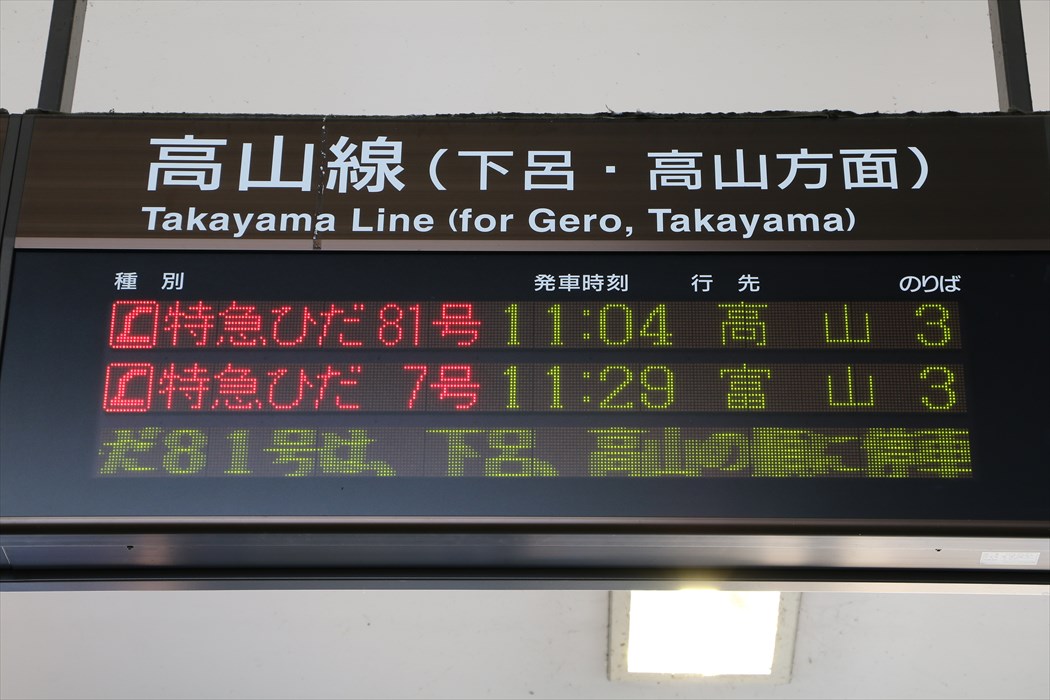 高山線（下呂・高山方面）
Takayama Line (for Gero, Takayama)
種別 発車時刻 行先 のりば
特急ひだ81号 11:04 高山 3
特急ひだ 7号 11:29 富山 3
だ81号は、下呂、高山の順に停車